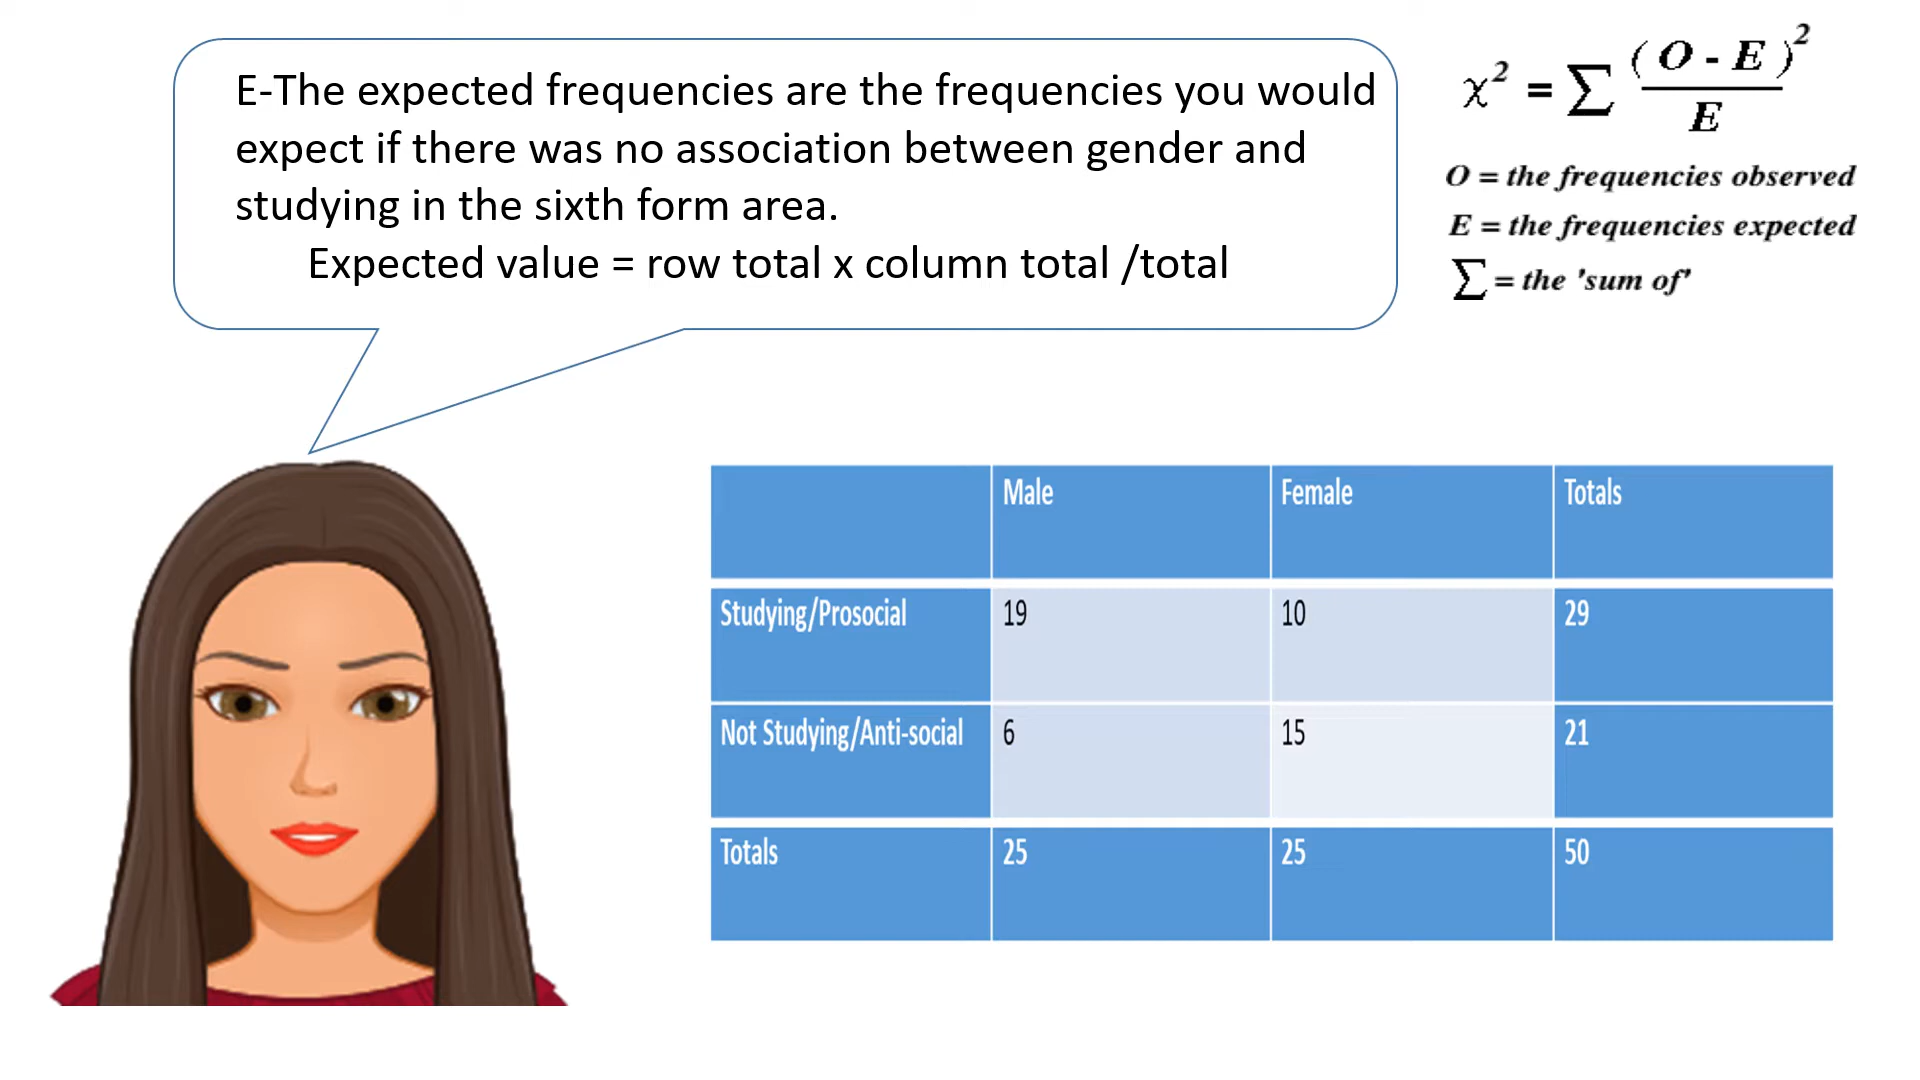 E-The expected frequencies are the frequencies you would
expect if there was no association between gender and
studying in the sixth form area.
Expected value = row total x column total /total
χ² = ∑ (O - E)² / E
O = the frequencies observed
E = the frequencies expected
∑ = the 'sum of'
Male Female Totals
Studying/Prosocial 19 10 29
Not Studying/Anti-social 6 15 21
Totals 25 25 50